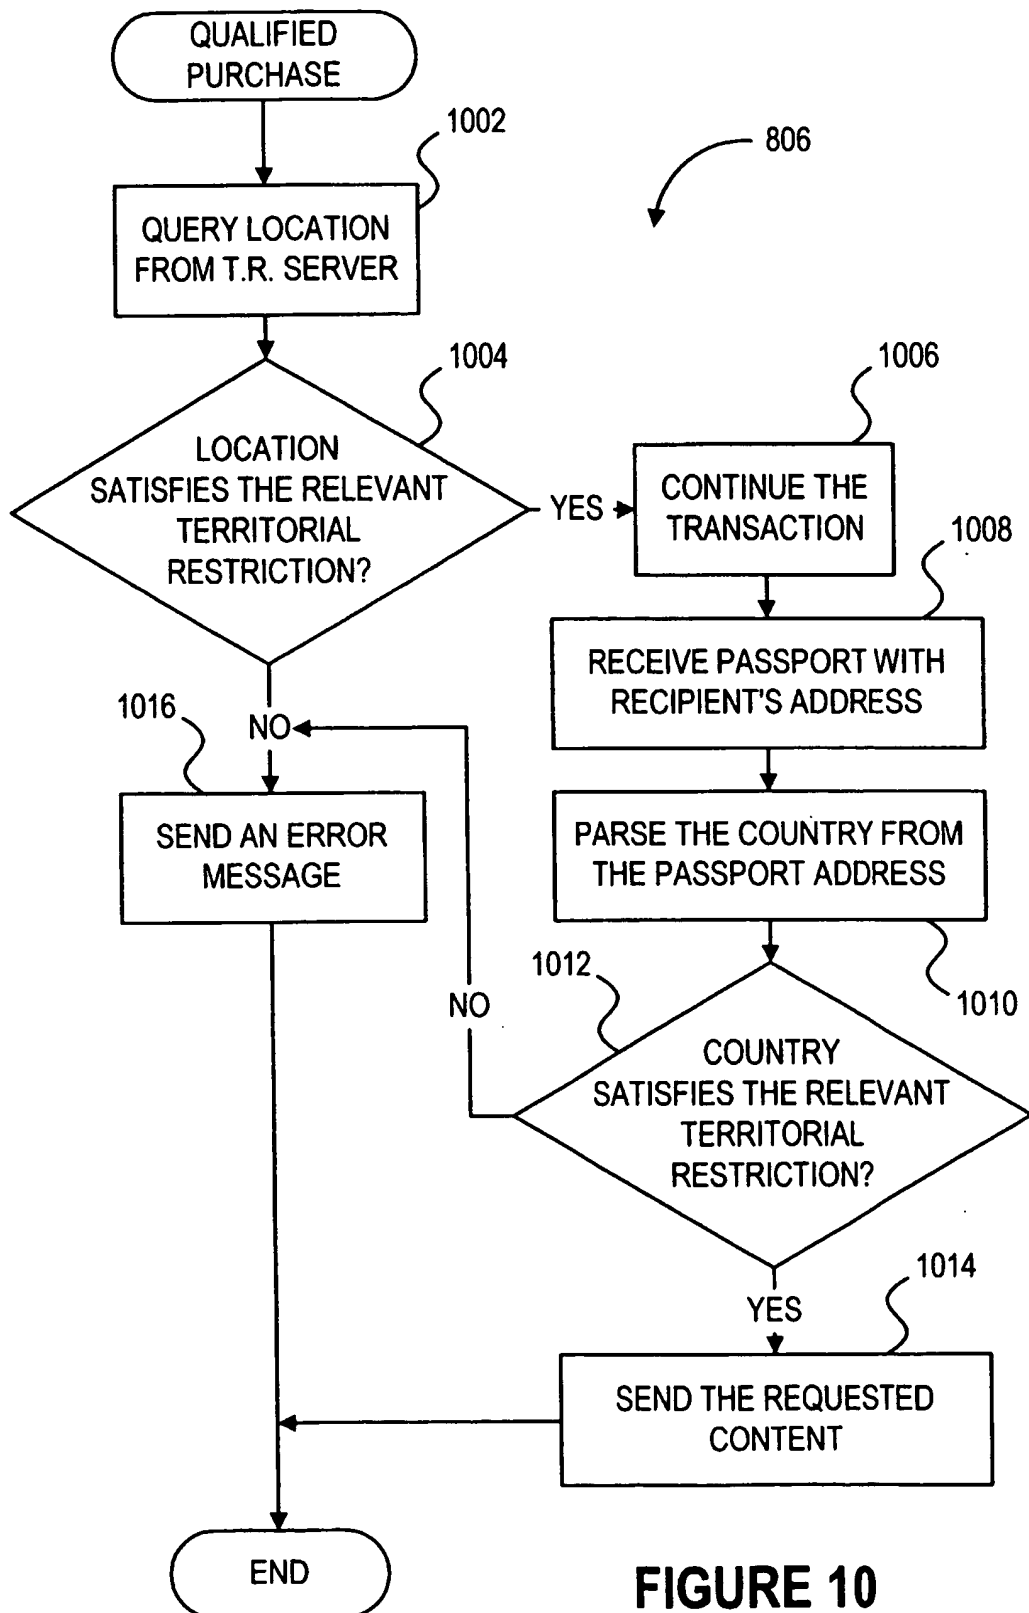 QUALIFIED
PURCHASE
1002
806
QUERY LOCATION
FROM T.R. SERVER
1004
LOCATION
SATISFIES THE RELEVANT
TERRITORIAL
RESTRICTION?
YES
1006
CONTINUE THE
TRANSACTION
1008
RECEIVE PASSPORT WITH
RECIPIENT'S ADDRESS
1016
NO
SEND AN ERROR
MESSAGE
PARSE THE COUNTRY FROM
THE PASSPORT ADDRESS
1010
1012
NO
COUNTRY
SATISFIES THE RELEVANT
TERRITORIAL
RESTRICTION?
YES
1014
SEND THE REQUESTED
CONTENT
END
FIGURE 10